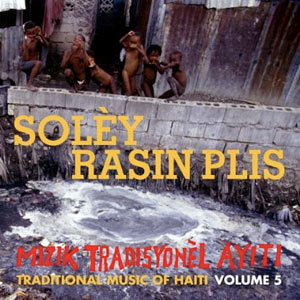 SOLÈY
RASIN PLIS
MIZIK TRADISYONÈL AYITI
TRADITIONAL MUSIC OF HAITI VOLUME 5